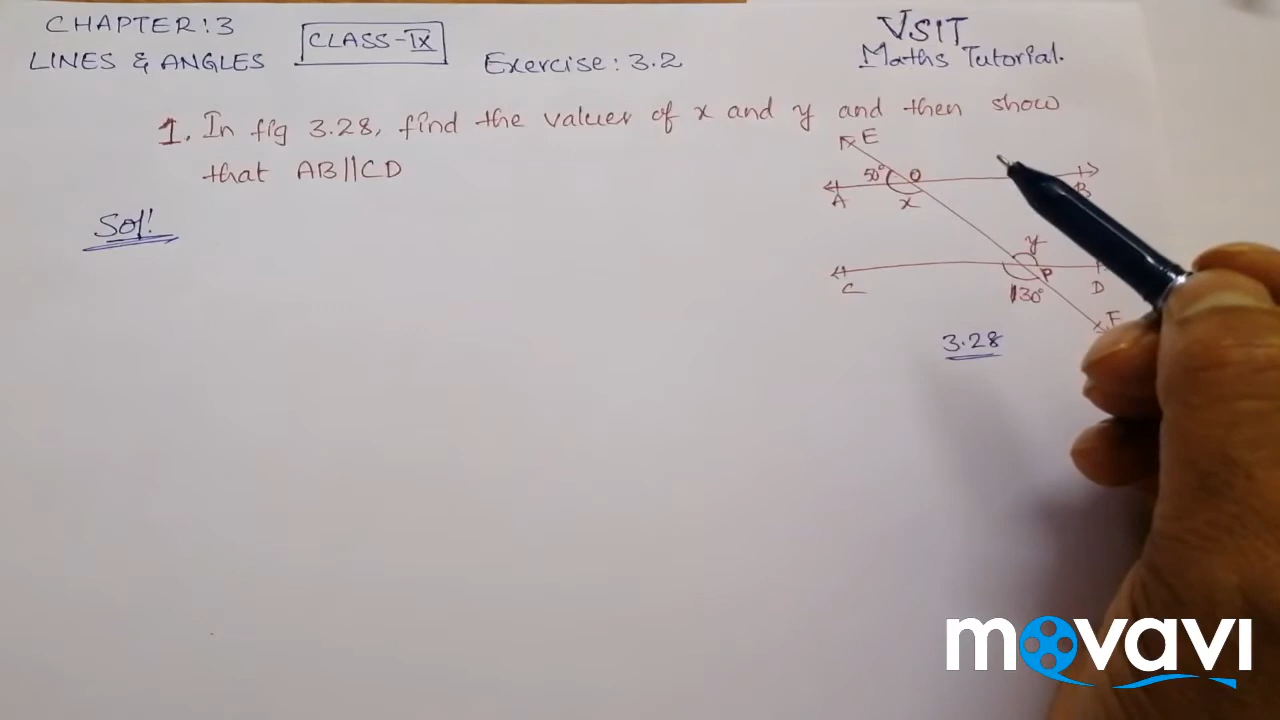 CHAPTER:3
LINES & ANGLES
CLASS-IX
Exercise: 3.2
VSIT
Maths Tutorial.
1. In fig 3.28, find the values of x and y and then show
that AB||CD
Sol!
E
50° O
A x B
y
C P D
130°
F
3.28
movavi